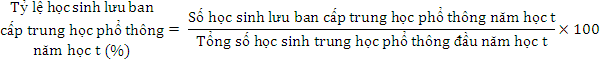 Tỷ lệ học sinh lưu ban
cấp trung học phổ thông
năm học t (%)
=
Số học sinh lưu ban cấp trung học phổ thông năm học t
Tổng số học sinh trung học phổ thông đầu năm học t
× 100